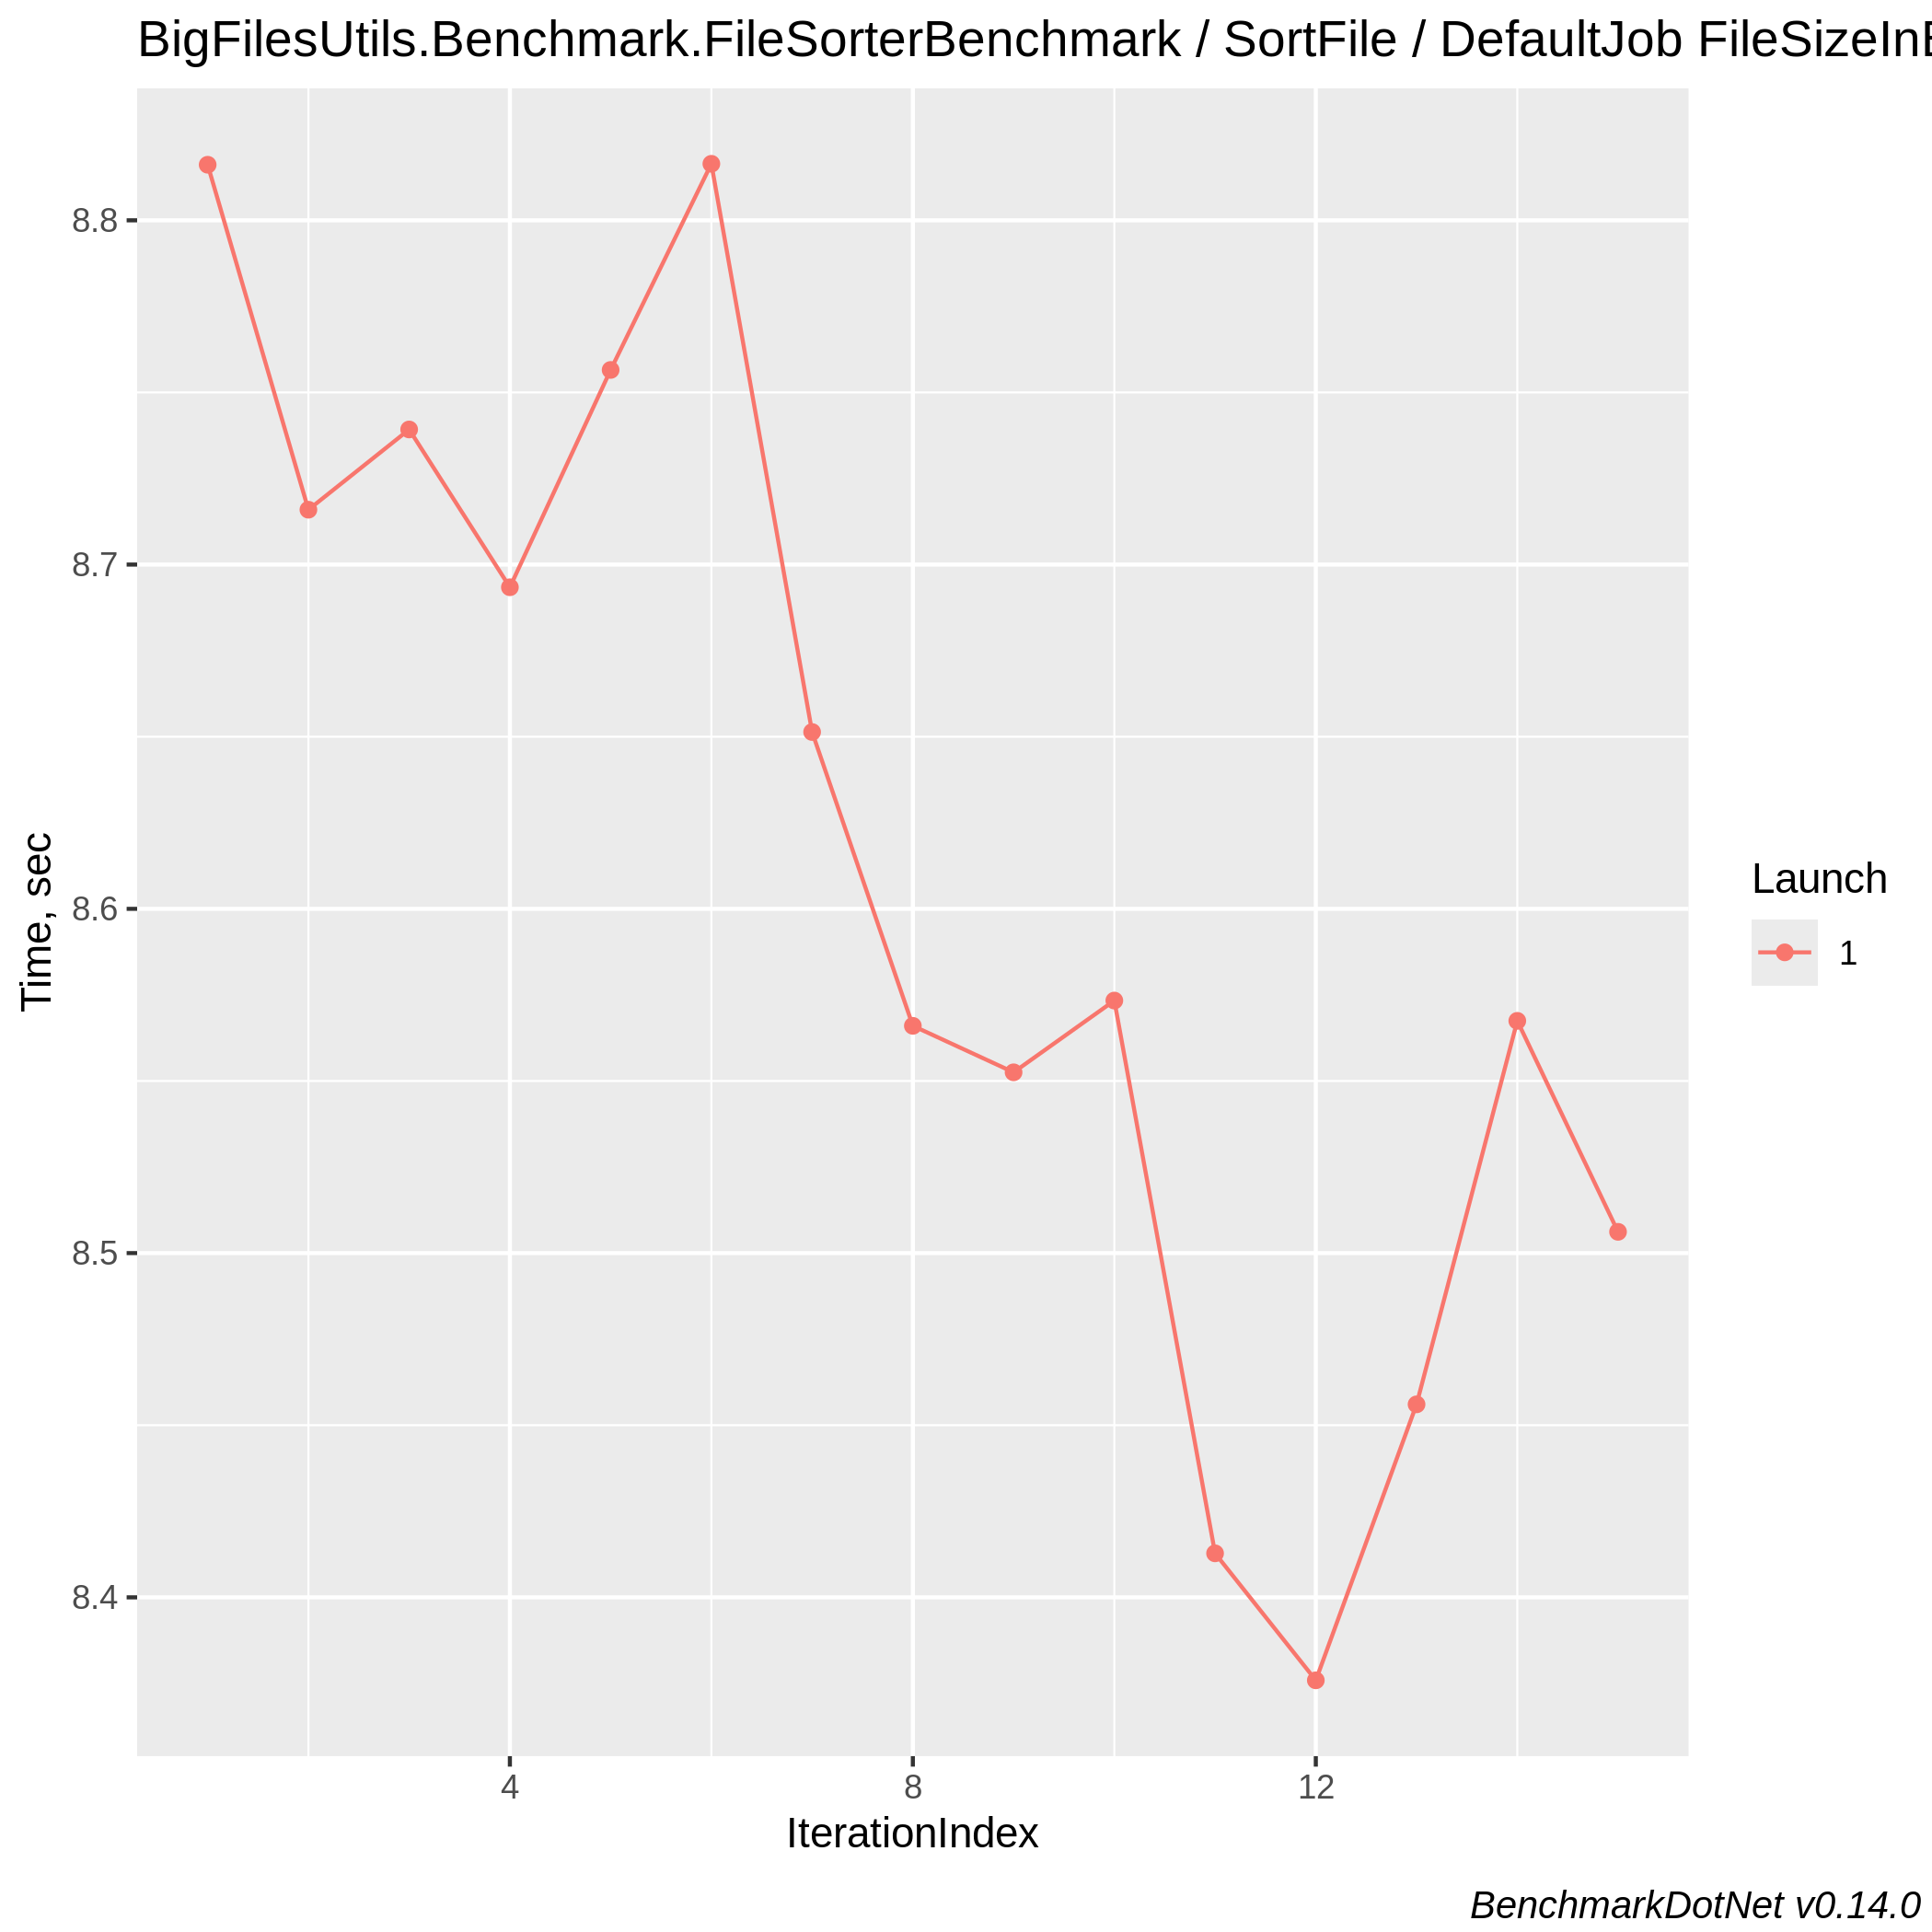 BigFilesUtils.Benchmark.FileSorterBenchmark / SortFile / DefaultJob
8.8
8.7
8.6
8.5
8.4
Time, sec
4 8 12
IterationIndex
Launch
1
BenchmarkDotNet v0.14.0